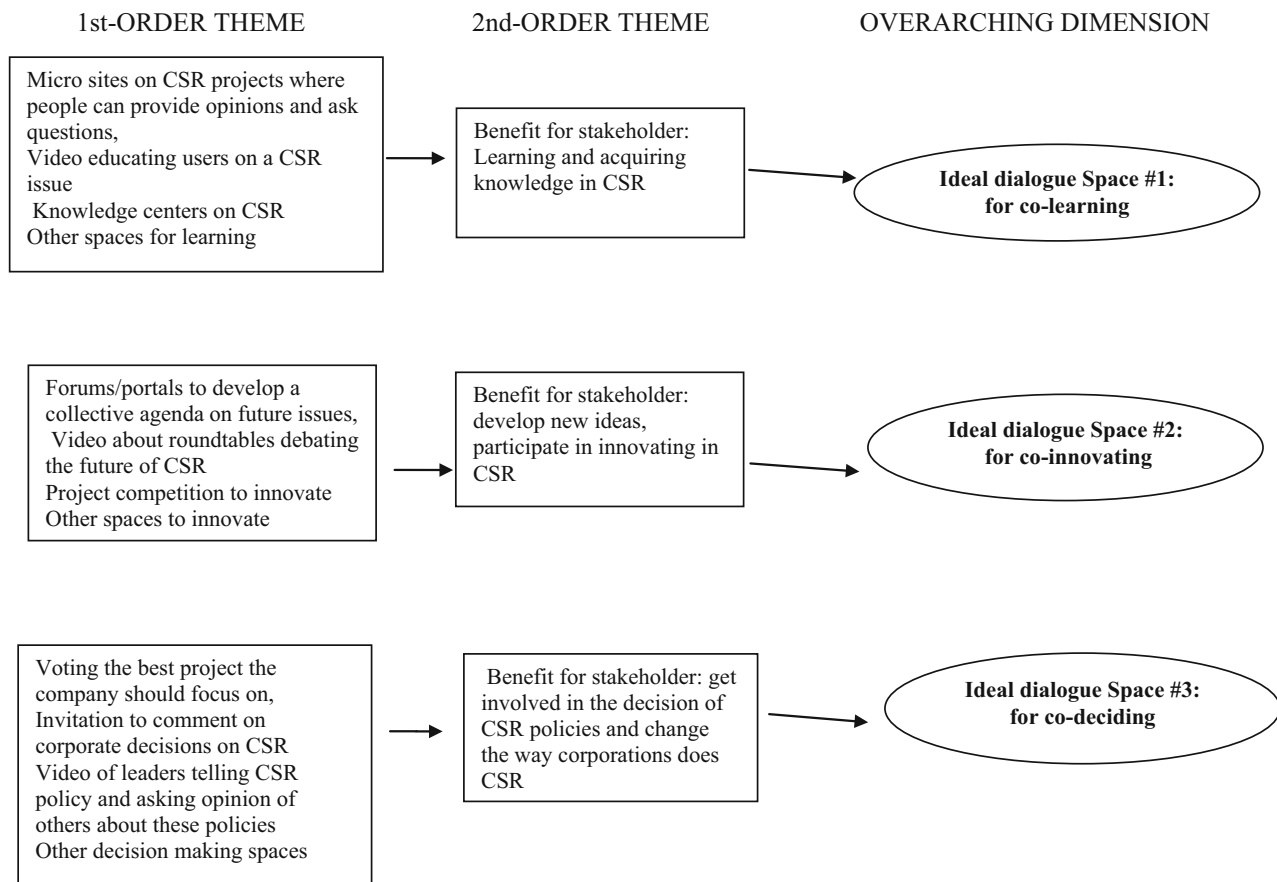 1st-ORDER THEME
2nd-ORDER THEME
OVERARCHING DIMENSION
Micro sites on CSR projects where
people can provide opinions and ask
questions,
Video educating users on a CSR
issue
Knowledge centers on CSR
Other spaces for learning
Benefit for stakeholder:
Learning and acquiring
knowledge in CSR
Ideal dialogue Space #1:
for co-learning
Forums/portals to develop a
collective agenda on future issues,
Video about roundtables debating
the future of CSR
Project competition to innovate
Other spaces to innovate
Benefit for stakeholder:
develop new ideas,
participate in innovating in
CSR
Ideal dialogue Space #2:
for co-innovating
Voting the best project the
company should focus on,
Invitation to comment on
corporate decisions on CSR
Video of leaders telling CSR
policy and asking opinion of
others about these policies
Other decision making spaces
Benefit for stakeholder: get
involved in the decision of
CSR policies and change
the way corporations does
CSR
Ideal dialogue Space #3:
for co-deciding